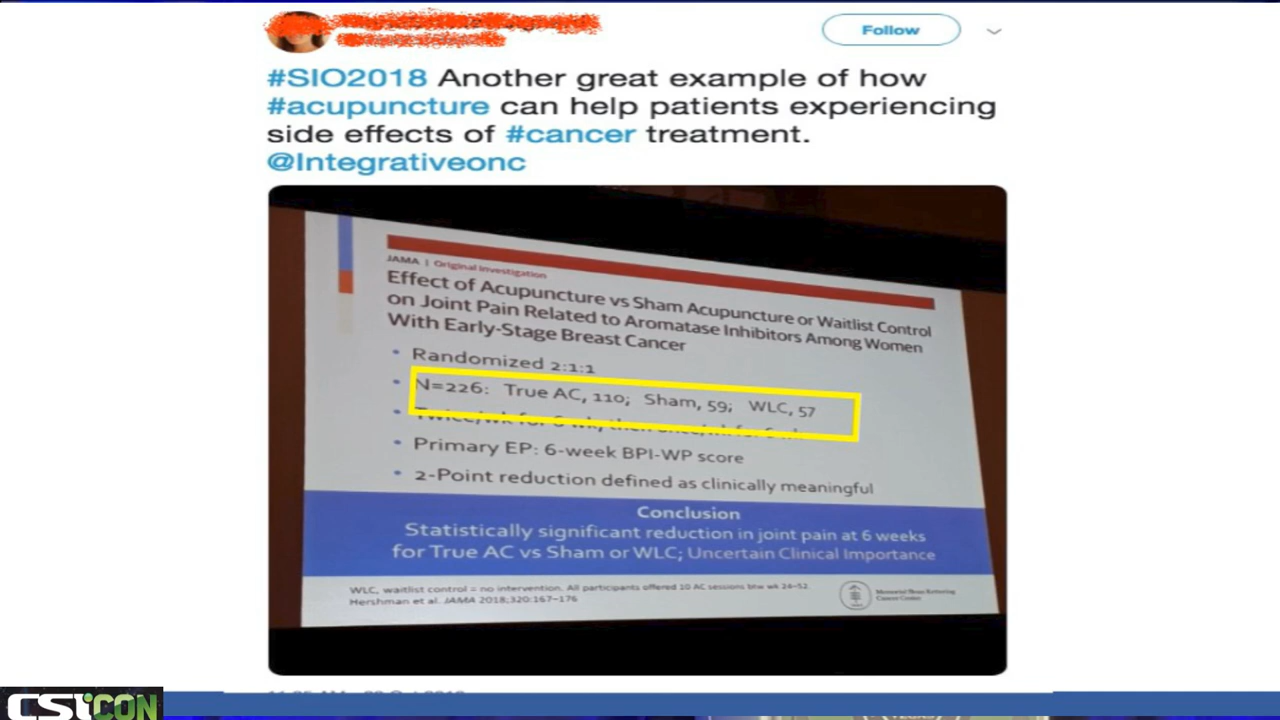 Follow
#SIO2018 Another great example of how
#acupuncture can help patients experiencing
side effects of #cancer treatment.
@Integrativeonc
JAMA | Original Investigation
Effect of Acupuncture vs Sham Acupuncture or Waitlist Control
on Joint Pain Related to Aromatase Inhibitors Among Women
With Early-Stage Breast Cancer
• Randomized 2:1:1
• N=226: True AC, 110; Sham, 59; WLC, 57
• Primary EP: 6-week BPI-WP score
• 2-Point reduction defined as clinically meaningful
Conclusion
Statistically significant reduction in joint pain at 6 weeks
for True AC vs Sham or WLC; Uncertain Clinical Importance
WLC, waitlist control = no intervention. All participants offered 10 AC sessions btw wk 24–52.
Hershman et al. JAMA 2018;320:167–176
Memorial Sloan Kettering
Cancer Center
CSICON